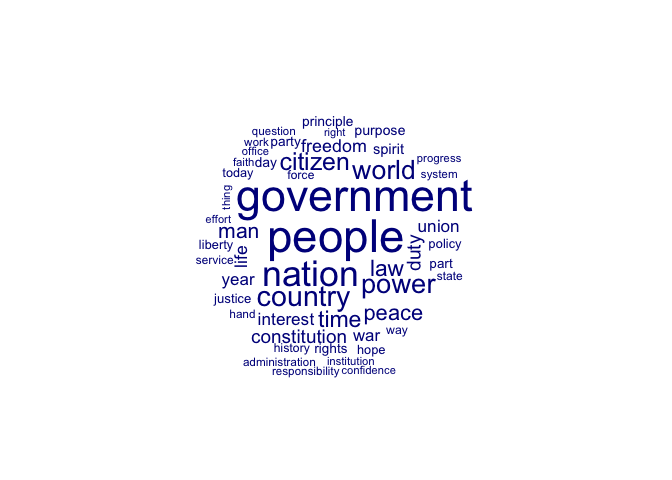 principle
question right purpose
work party freedom spirit
office
faith day citizen world progress
today force system
thing government
effort man people union
liberty life duty policy
service nation law part
year power state
justice country
hand interest time peace
constitution war way
history rights hope
administration institution
responsibility confidence